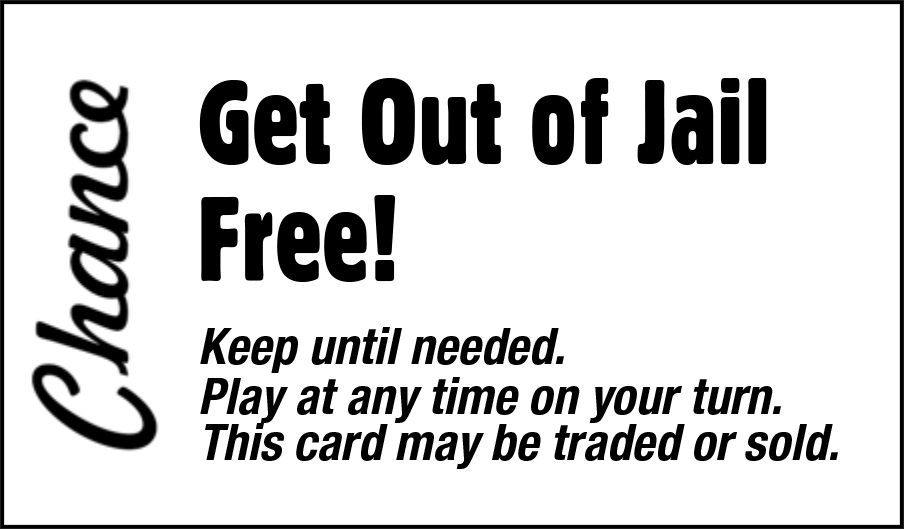 Chance
Get Out of Jail
Free!
Keep until needed.
Play at any time on your turn.
This card may be traded or sold.